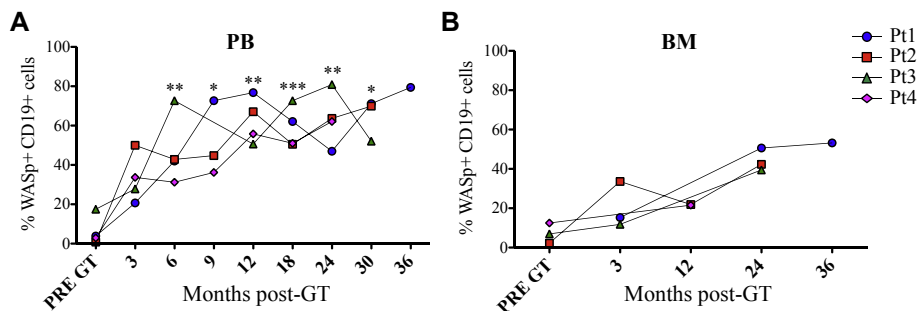 A
PB
% WASp+ CD19+ cells
100
80
60
40
20
0
** * ** *** ** *
PRE GT 3 6 9 12 18 24 30 36
Months post-GT
B
BM
% WASp+ CD19+ cells
100
80
60
40
20
0
PRE GT 3 12 24 36
Months post-GT
Pt1
Pt2
Pt3
Pt4